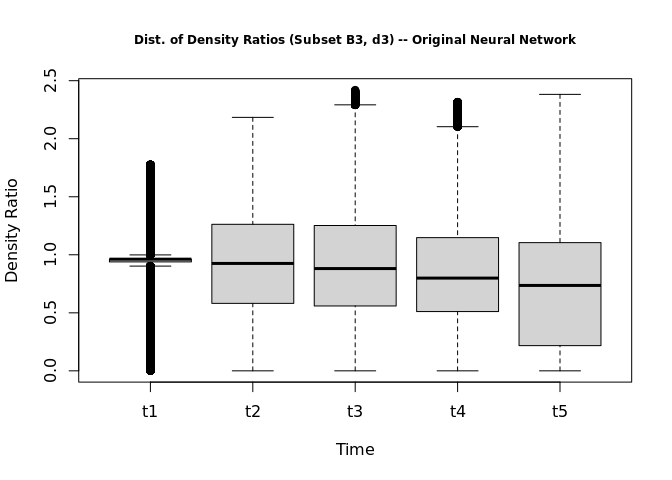 Dist. of Density Ratios (Subset B3, d3) -- Original Neural Network
Density Ratio
2.5
2.0
1.5
1.0
0.5
0.0
t1 t2 t3 t4 t5
Time